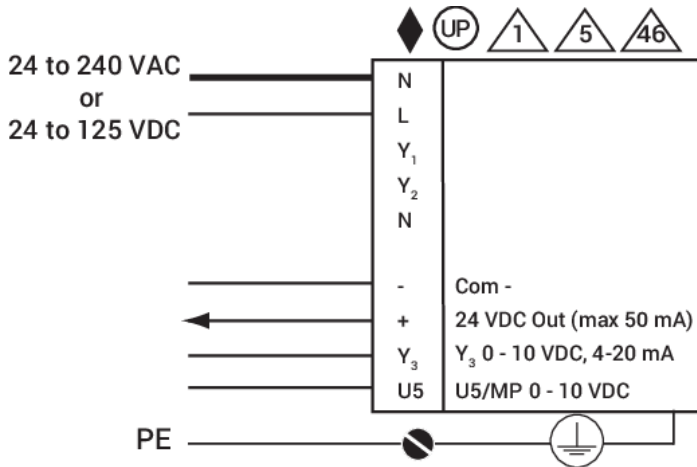 UP 1 5 46
24 to 240 VAC
or
24 to 125 VDC
N
L
Y₁
Y₂
N
- Com -
+ 24 VDC Out (max 50 mA)
Y₃ Y₃ 0 - 10 VDC, 4-20 mA
U5 U5/MP 0 - 10 VDC
PE